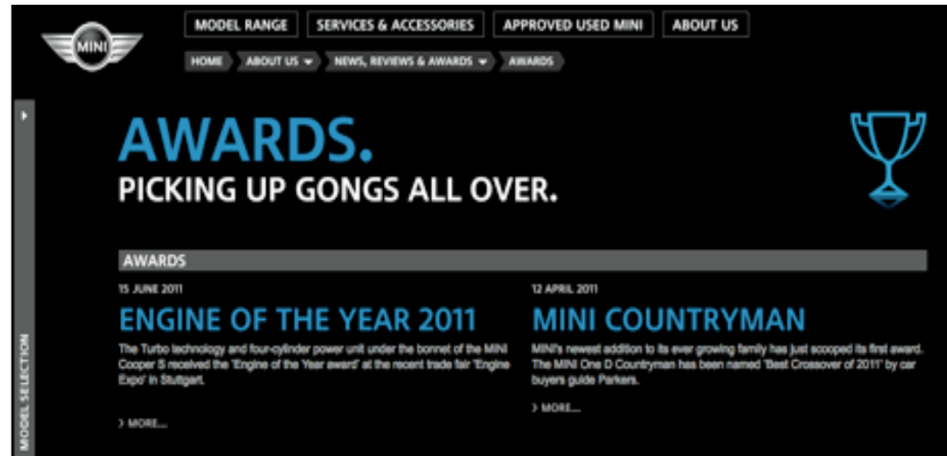 MINI
MODEL RANGE
SERVICES & ACCESSORIES
APPROVED USED MINI
ABOUT US
HOME
ABOUT US
NEWS, REVIEWS & AWARDS
AWARDS
MODEL SELECTION
AWARDS.
PICKING UP GONGS ALL OVER.
AWARDS
15 JUNE 2011
ENGINE OF THE YEAR 2011
The Turbo technology and four-cylinder power unit under the bonnet of the MINI
Cooper S received the 'Engine of the Year award' at the recent trade fair 'Engine
Expo' in Stuttgart.
MORE...
12 APRIL 2011
MINI COUNTRYMAN
MINI's newest addition to its ever growing family has just scooped its first award.
The MINI One D Countryman has been named 'Best Crossover of 2011' by car
buyers guide Parkers.
MORE...